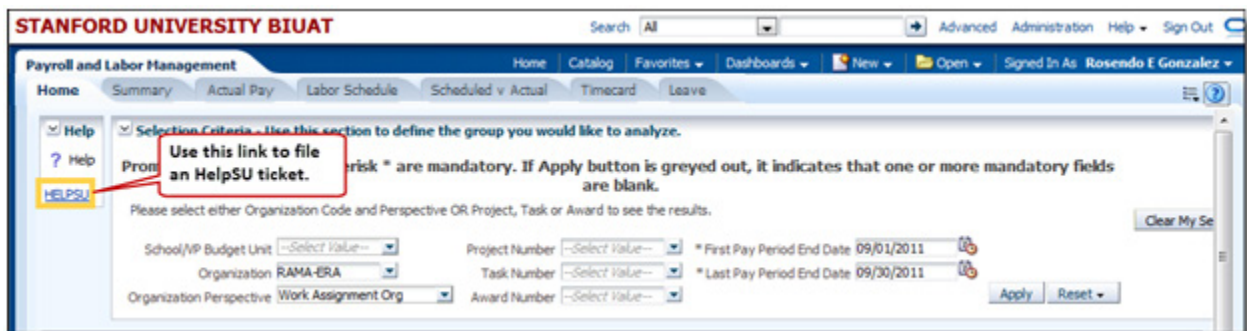 STANFORD UNIVERSITY BIUAT
Search All Advanced Administration Help Sign Out
Payroll and Labor Management Home Catalog Favorites Dashboards New Open Signed In As Rosendo E Gonzalez
Home Summary Actual Pay Labor Schedule Scheduled v Actual Timecard Leave
Help
? Help
HELPSU
Selection Criteria - Use this section to define the group you would like to analyze.
Use this link to file
an HelpSU ticket.
Prom erisk * are mandatory. If Apply button is greyed out, it indicates that one or more mandatory fields
are blank.
Please select either Organization Code and Perspective OR Project, Task or Award to see the results.
Clear My Se
School/VP Budget Unit --Select Value-- Project Number --Select Value-- * First Pay Period End Date 09/01/2011
Organization RAMA-ERA Task Number --Select Value-- * Last Pay Period End Date 09/30/2011
Organization Perspective Work Assignment Org Award Number --Select Value-- Apply Reset